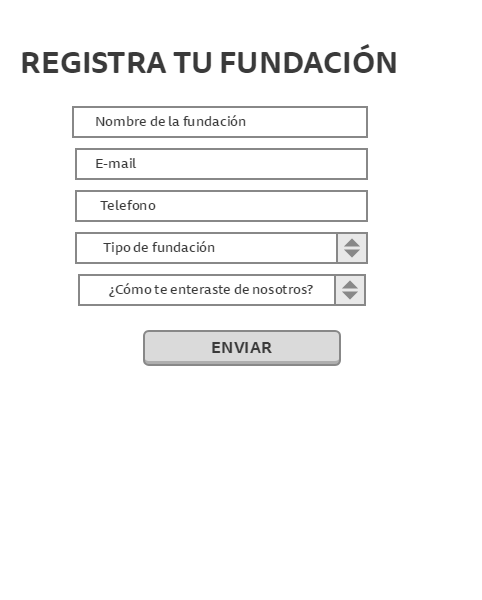 REGISTRA TU FUNDACIÓN
Nombre de la fundación
E-mail
Telefono
Tipo de fundación
¿Cómo te enteraste de nosotros?
ENVIAR